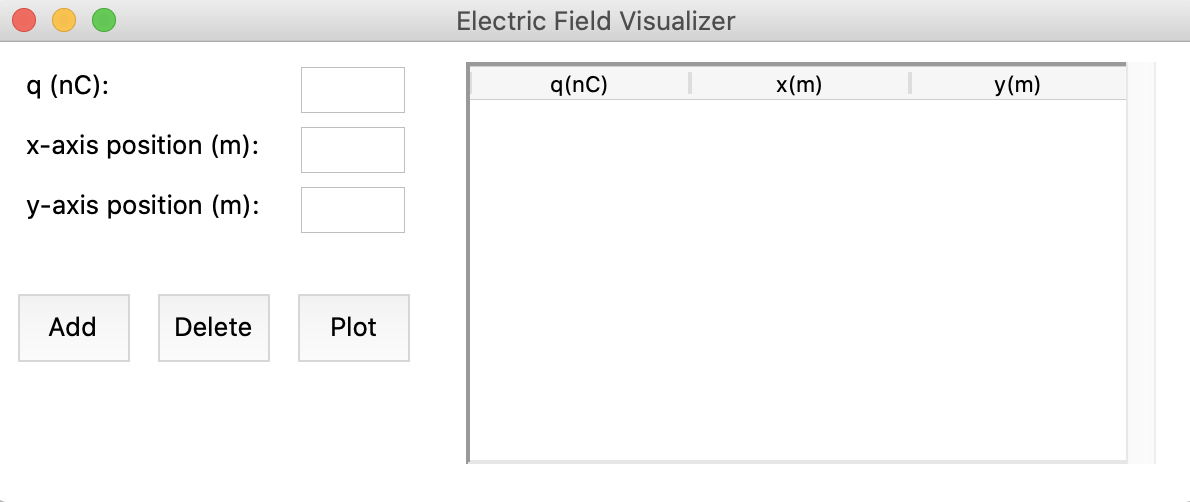 Electric Field Visualizer
q (nC):
x-axis position (m):
y-axis position (m):
Add Delete Plot
q(nC) x(m) y(m)